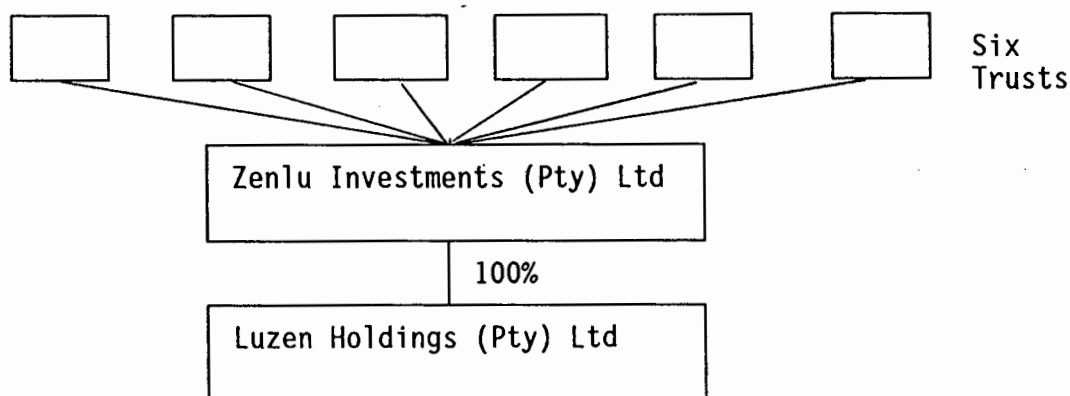 Six
Trusts
Zenlu Investments (Pty) Ltd
100%
Luzen Holdings (Pty) Ltd